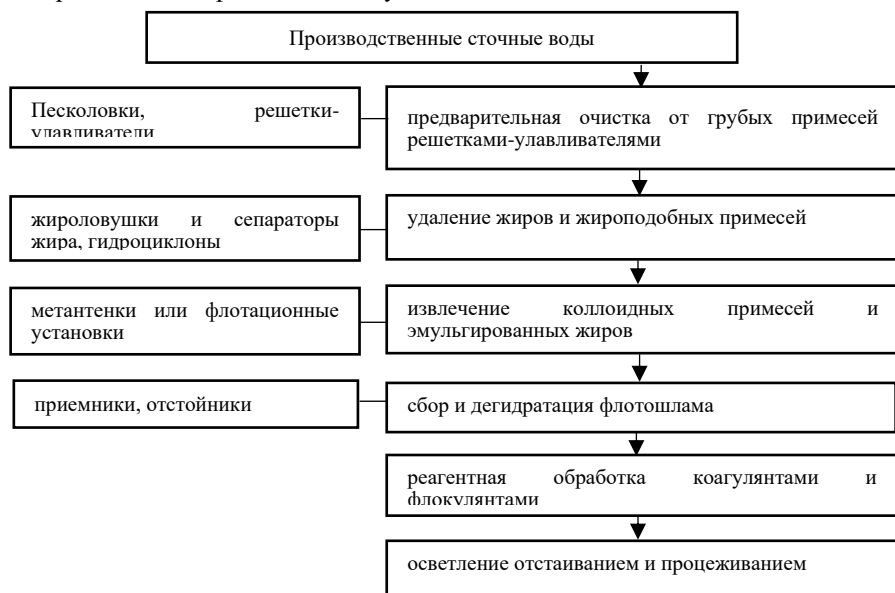 Производственные сточные воды
Песколовки, решетки-
улавливатели
предварительная очистка от грубых примесей
решетками-улавливателями
жироловушки и сепараторы
жира, гидроциклоны
удаление жиров и жироподобных примесей
метантенки или флотационные
установки
извлечение коллоидных примесей и
эмульгированных жиров
приемники, отстойники
сбор и дегидратация флотошлама
реагентная обработка коагулянтами и
флокулянтами
осветление отстаиванием и процеживанием